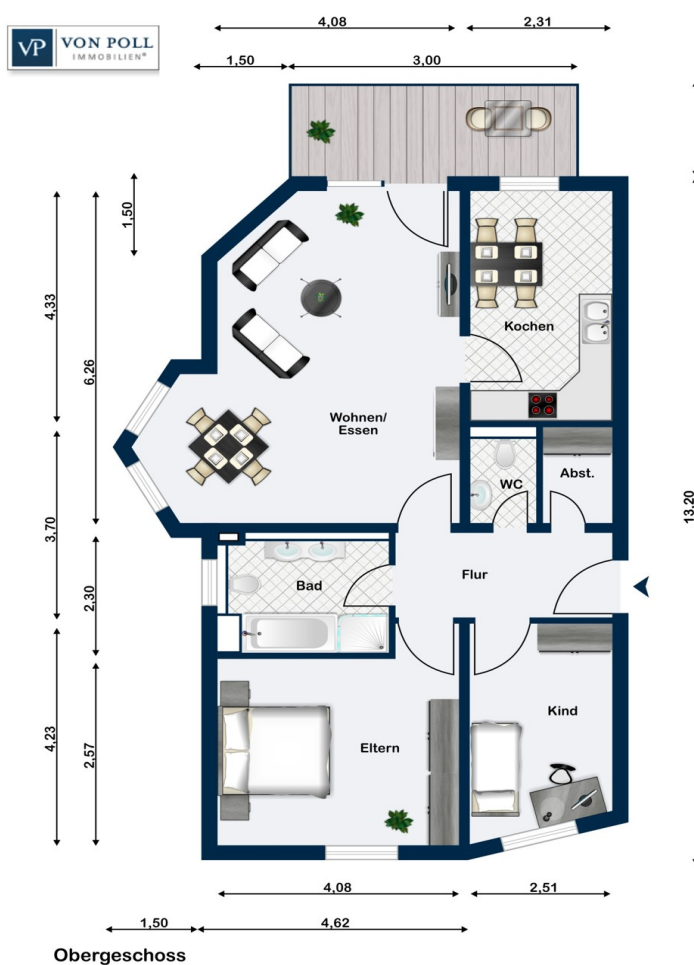 VP VON POLL
IMMOBILIEN®
4,08
2,31
1,50
3,00
1,50
4,33
6,26
Kochen
Wohnen/
Essen
WC
Abst.
3,70
13,20
2,30
Bad
Flur
4,23
2,57
Eltern
Kind
4,08
2,51
1,50
4,62
Obergeschoss